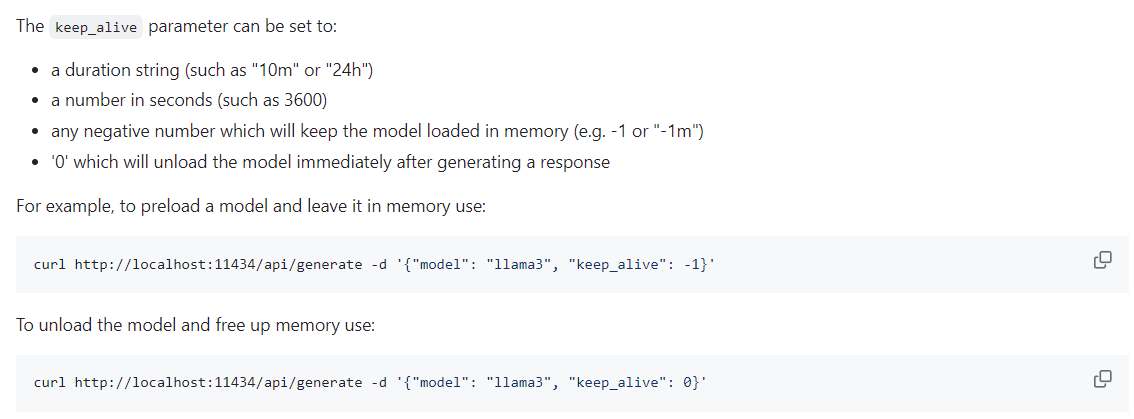 The keep_alive parameter can be set to:
• a duration string (such as "10m" or "24h")
• a number in seconds (such as 3600)
• any negative number which will keep the model loaded in memory (e.g. -1 or "-1m")
• '0' which will unload the model immediately after generating a response
For example, to preload a model and leave it in memory use:
curl http://localhost:11434/api/generate -d '{"model": "llama3", "keep_alive": -1}'
To unload the model and free up memory use:
curl http://localhost:11434/api/generate -d '{"model": "llama3", "keep_alive": 0}'